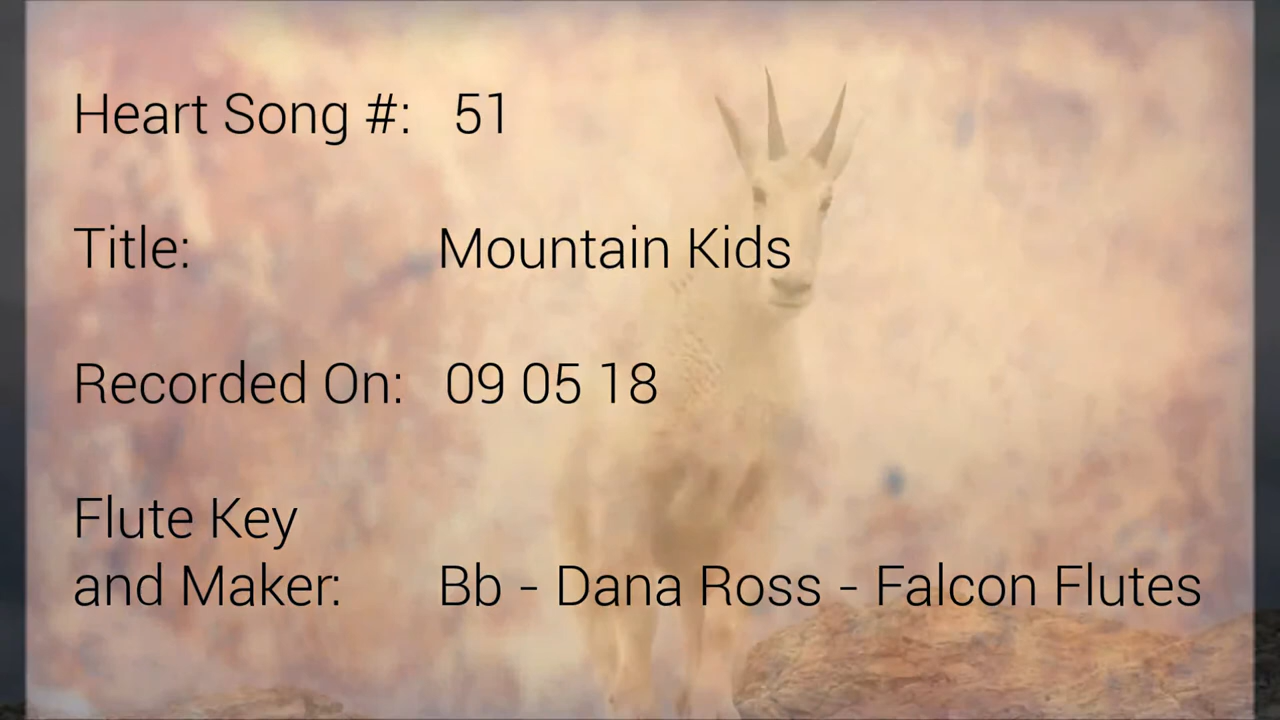 Heart Song #: 51
Title: Mountain Kids
Recorded On: 09 05 18
Flute Key
and Maker: Bb - Dana Ross - Falcon Flutes